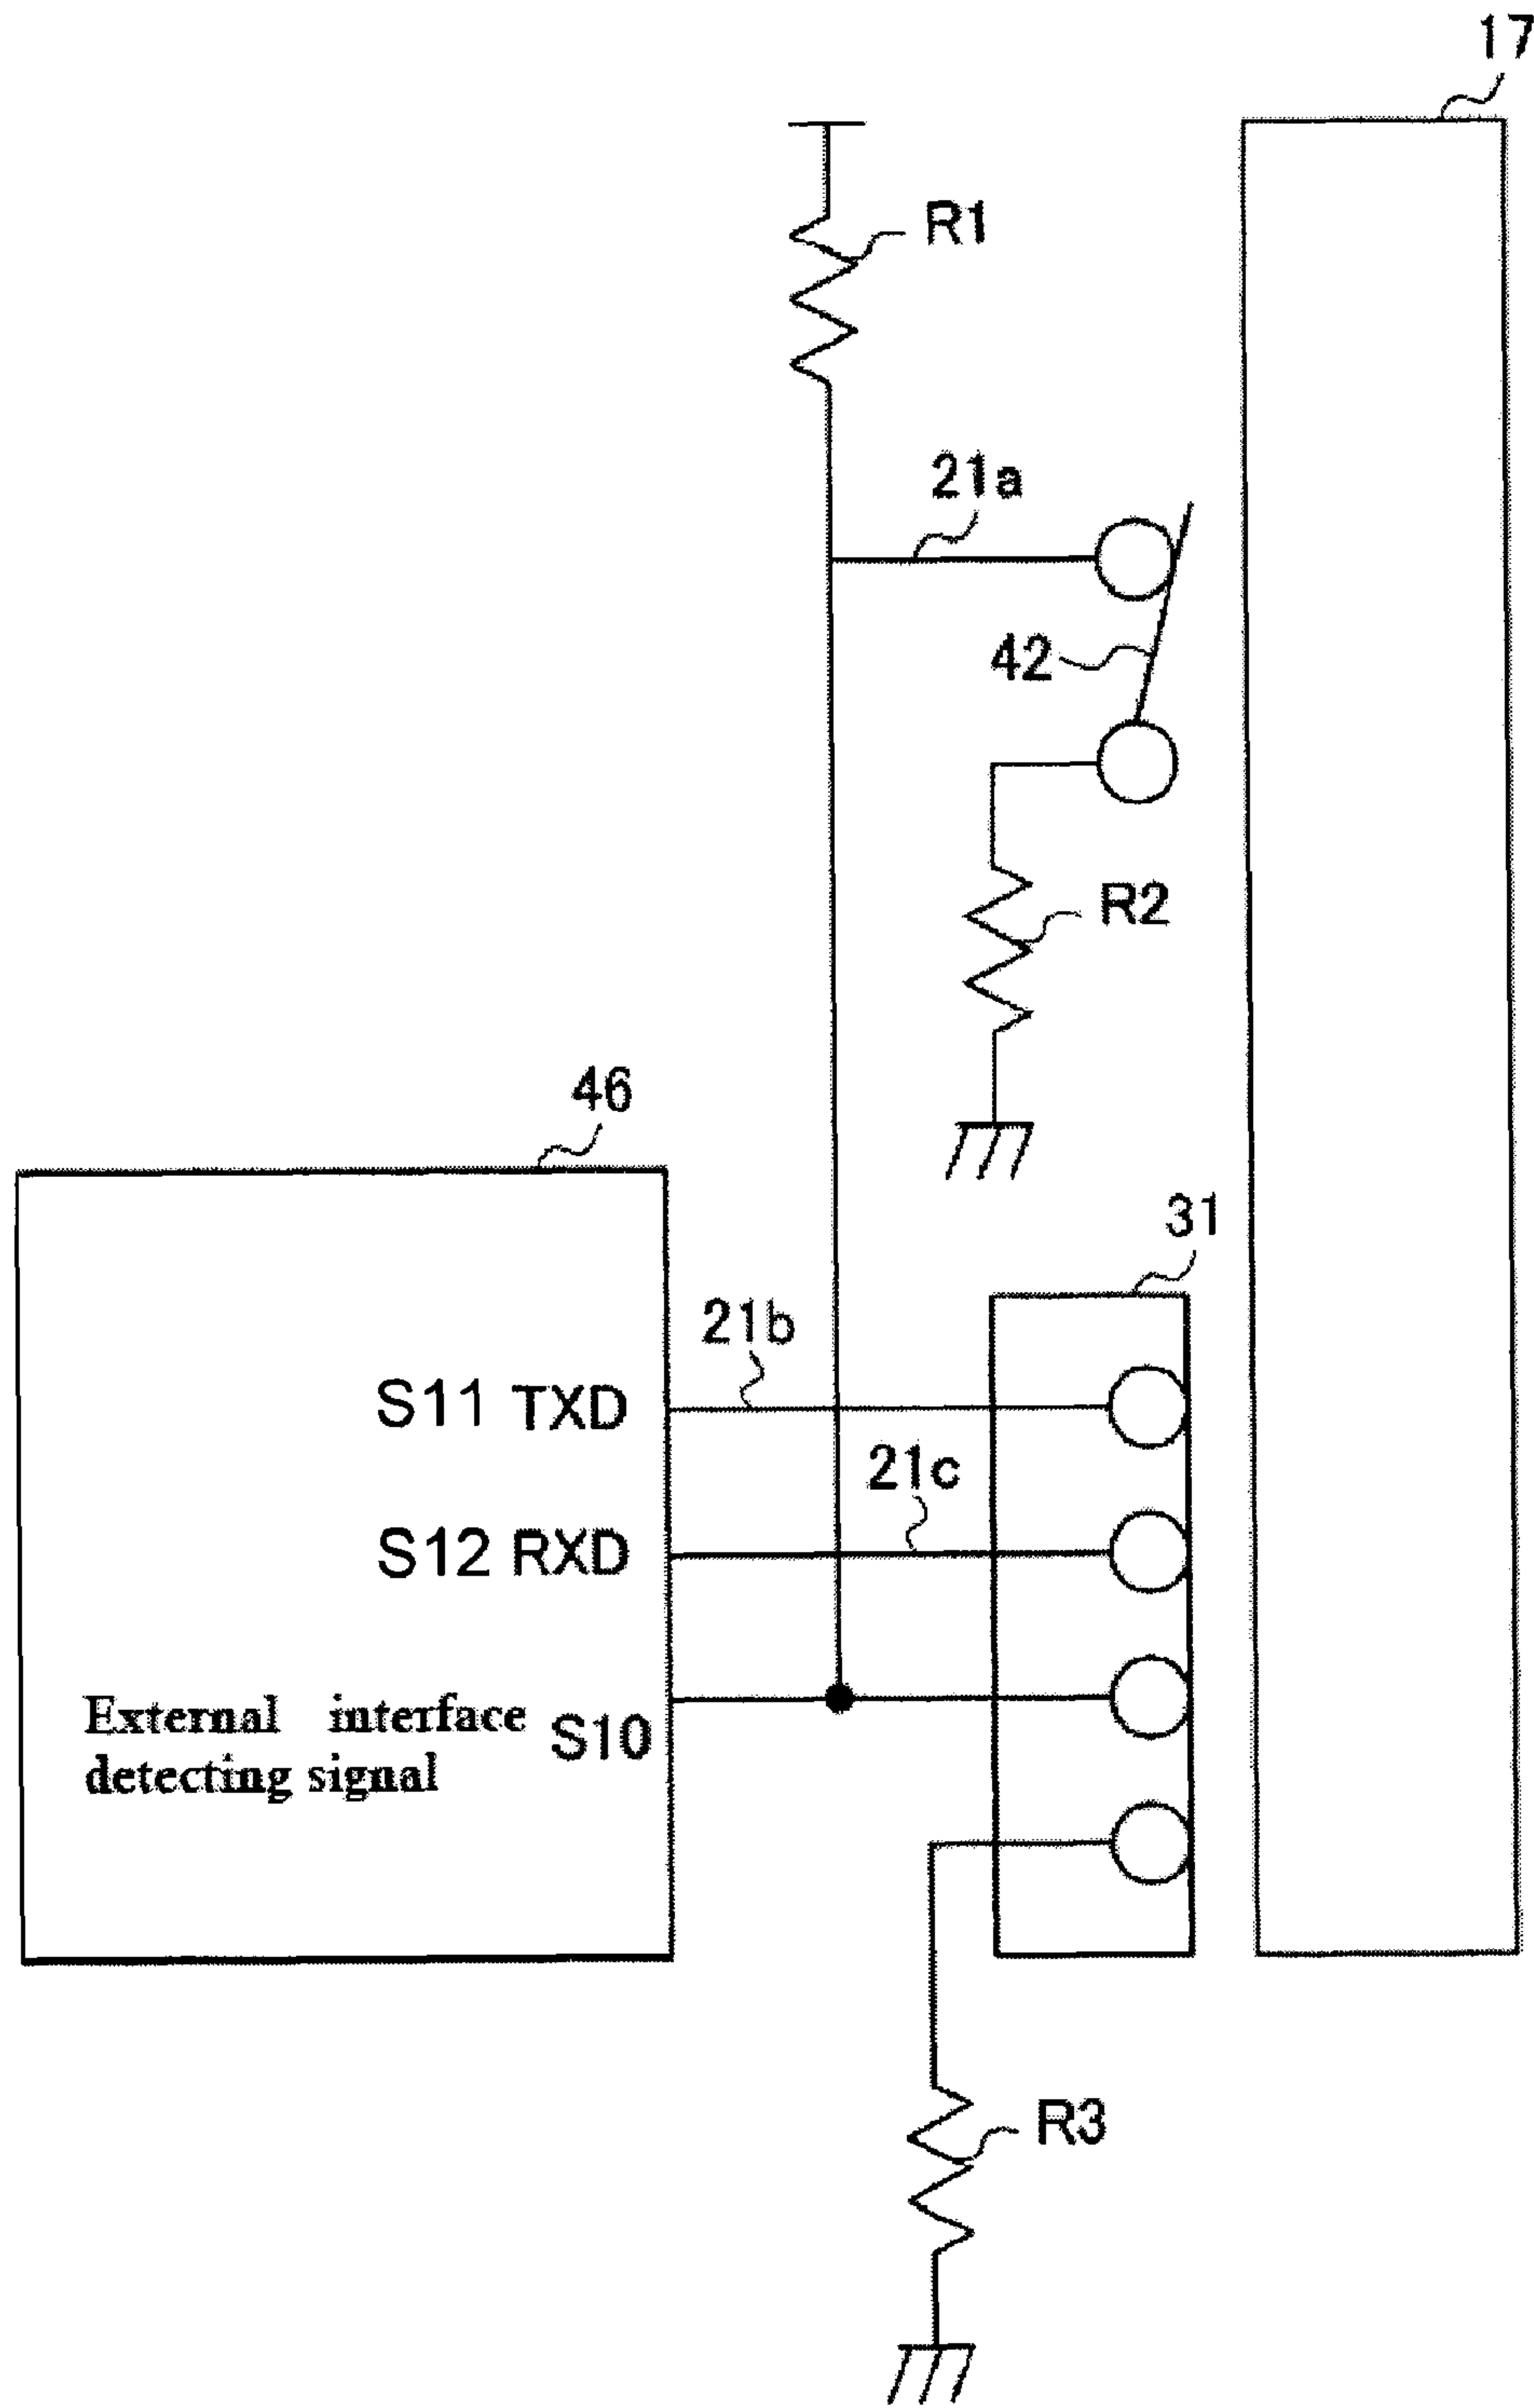 17
R1
21a
42
R2
46
31
21b
S11 TXD
21c
S12 RXD
External interface
detecting signal
S10
R3